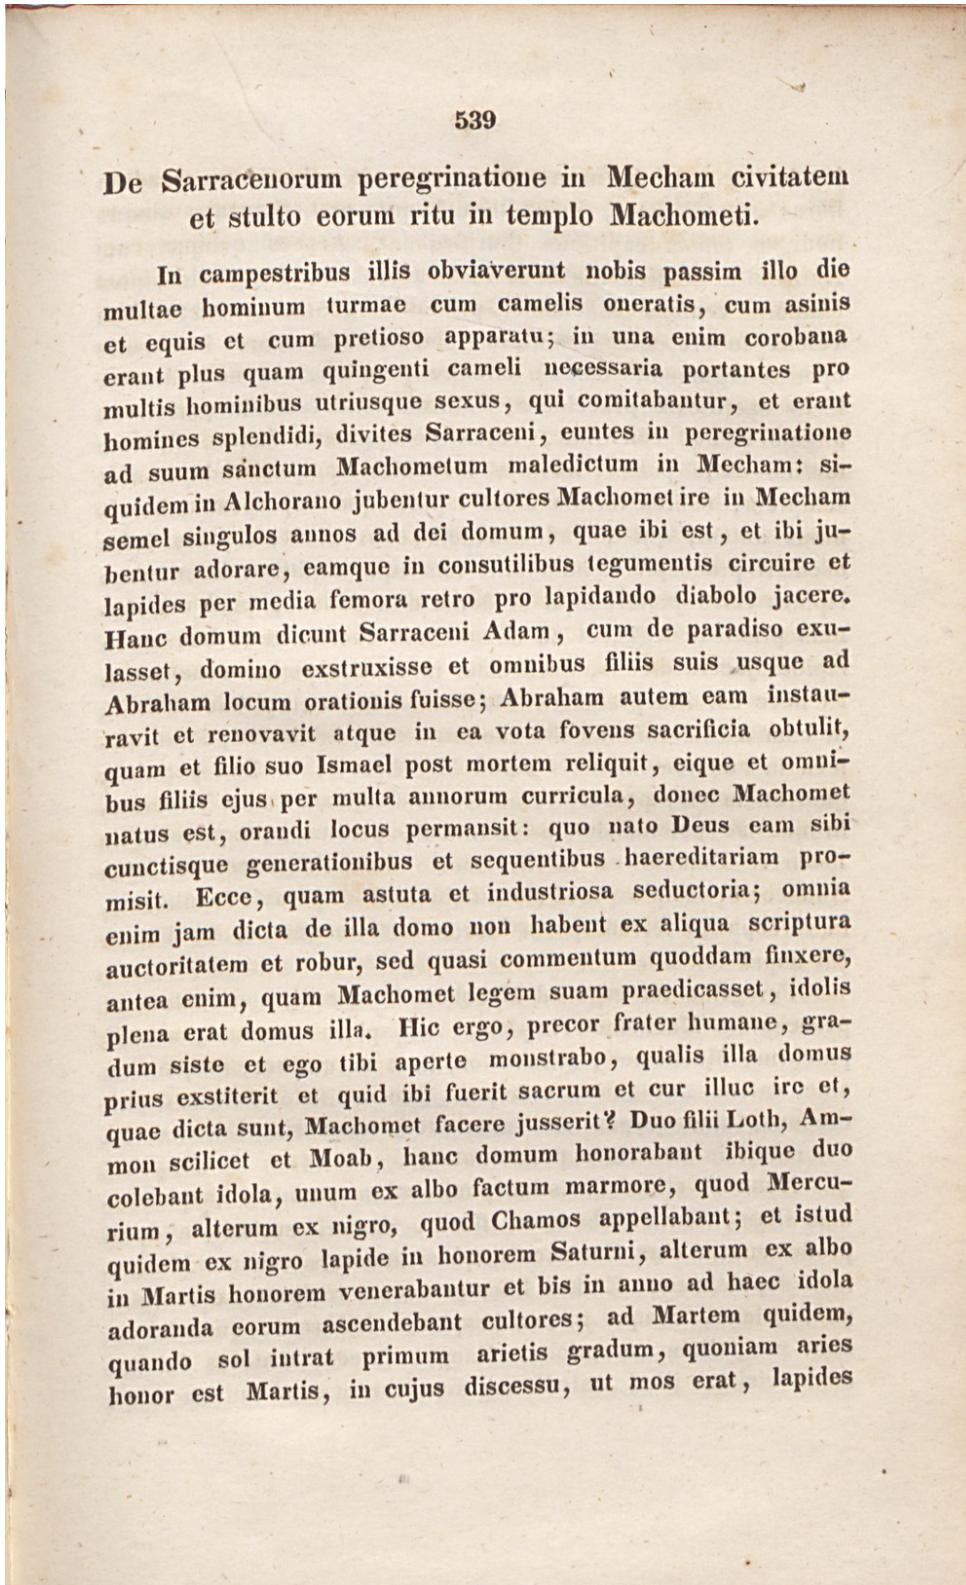 539
De Sarracenorum peregrinatione in Mecham civitatem
et stulto eorum ritu in templo Machometi.
In campestribus illis obviaverunt nobis passim illo die
multae hominum turmae cum camelis oneratis, cum asinis
et equis et cum pretioso apparatu; in una enim corobana
erant plus quam quingenti cameli necessaria portantes pro
multis hominibus utriusque sexus, qui comitabantur, et erant
homines splendidi, divites Sarraceni, euntes in peregrinatione
ad suum sanctum Machometum maledictum in Mecham: si-
quidem in Alchorano jubentur cultores Machomet ire in Mecham
semel singulos annos ad dei domum, quae ibi est, et ibi ju-
bentur adorare, eamque in consutilibus tegumentis circuire et
lapides per media femora retro pro lapidando diabolo jacere.
Hanc domum dicunt Sarraceni Adam, cum de paradiso exu-
lasset, domino exstruxisse et omnibus filiis suis usque ad
Abraham locum orationis fuisse; Abraham autem eam instau-
ravit et renovavit atque in ea vota fovens sacrificia obtulit,
quam et filio suo Ismael post mortem reliquit, eique et omni-
bus filiis ejus per multa annorum curricula, donec Machomet
natus est, orandi locus permansit: quo nato Deus eam sibi
cunctisque generationibus et sequentibus haereditariam pro-
misit. Ecce, quam astuta et industriosa seductoria; omnia
enim jam dicta de illa domo non habent ex aliqua scriptura
auctoritatem et robur, sed quasi commentum quoddam finxere,
antea enim, quam Machomet legem suam praedicasset, idolis
plena erat domus illa. Hic ergo, precor frater humane, gra-
dum siste et ego tibi aperte monstrabo, qualis illa domus
prius exstiterit et quid ibi fuerit sacrum et cur illuc ire et,
quae dicta sunt, Machomet facere jusserit? Duo filii Loth, Am-
mon scilicet et Moab, hanc domum honorabant ibique duo
colebant idola, unum ex albo factum marmore, quod Mercu-
rium, alterum ex nigro, quod Chamos appellabant; et istud
quidem ex nigro lapide in honorem Saturni, alterum ex albo
in Martis honorem venerabantur et bis in anno ad haec idola
adoranda eorum ascendebant cultores; ad Martem quidem,
quando sol intrat primum arietis gradum, quoniam aries
honor est Martis, in cujus discessu, ut mos erat, lapides